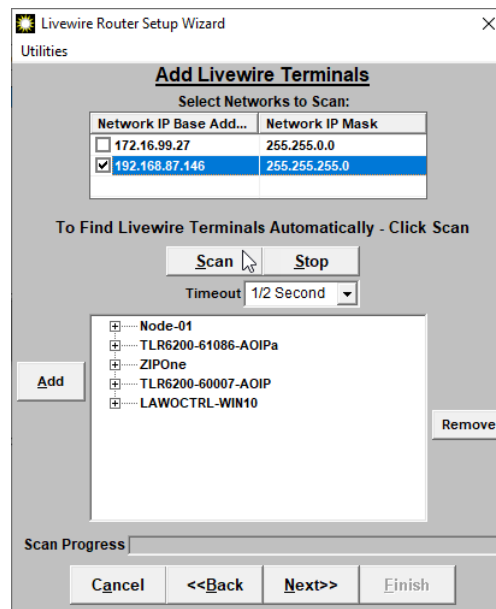 Livewire Router Setup Wizard
Utilities
Add Livewire Terminals
Select Networks to Scan:
Network IP Base Add... Network IP Mask
172.16.99.27 255.255.0.0
192.168.87.146 255.255.255.0
To Find Livewire Terminals Automatically - Click Scan
Scan Stop
Timeout 1/2 Second
Node-01
TLR6200-61086-AOIPa
ZIPOne
TLR6200-60007-AOIP
LAWOCTRL-WIN10
Add
Remove
Scan Progress
Cancel <<Back Next>> Finish